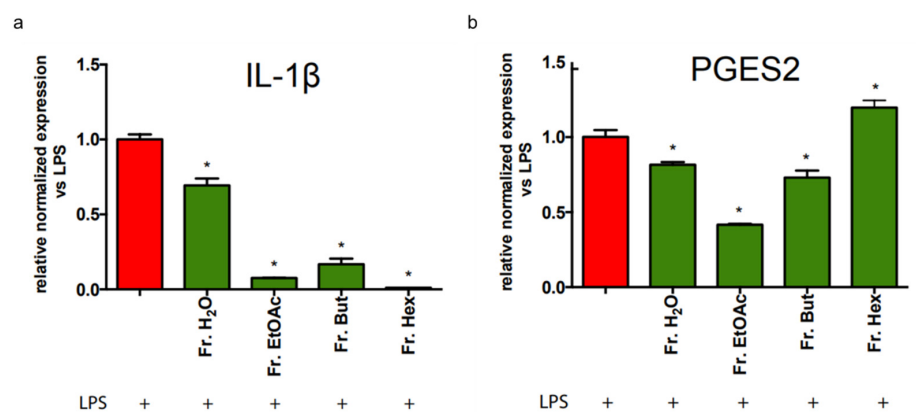 a
IL-1β
relative normalized expression
vs LPS
1.5
1.0
0.5
0.0
*
*
*
*
Fr. H₂O
Fr. EtOAc
Fr. But
Fr. Hex
LPS + + + + +
b
PGES2
relative normalized expression
vs LPS
1.5
1.0
0.5
0.0
*
*
*
*
Fr. H₂O
Fr. EtOAc
Fr. But
Fr. Hex
LPS + + + + +